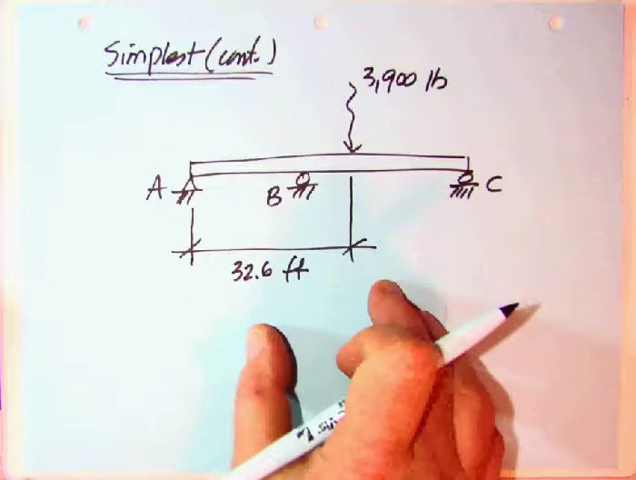 Simplest (cont.)
3,900 lb
A
B
C
32.6 ft